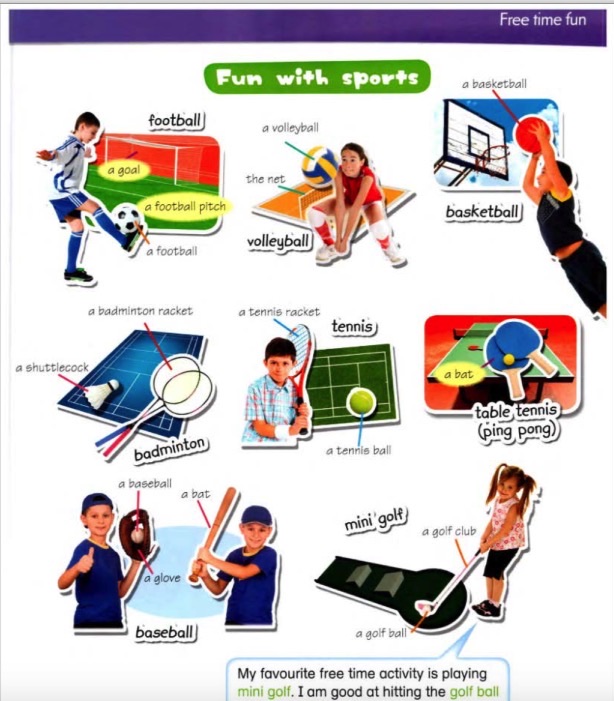 Free time fun
Fun with sports
football
a goal
a football pitch
a football
a volleyball
the net
volleyball
a basketball
basketball
a badminton racket
a shuttlecock
badminton
a tennis racket
tennis
a tennis ball
a bat
table tennis
(ping pong)
a baseball
a bat
a glove
baseball
mini golf
a golf club
a golf ball
My favourite free time activity is playing
mini golf. I am good at hitting the golf ball